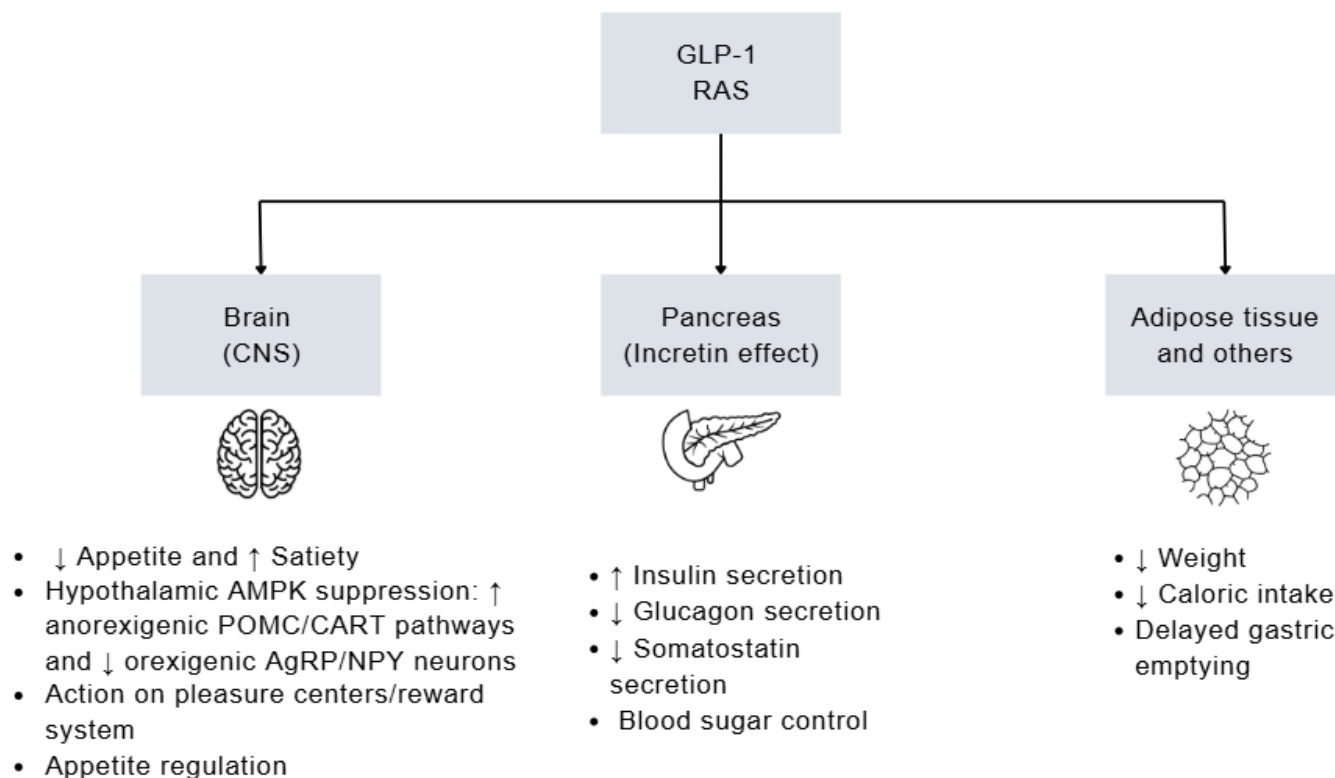 GLP-1
RAS
Brain
(CNS)
Pancreas
(Incretin effect)
Adipose tissue
and others
• ↓ Appetite and ↑ Satiety
• Hypothalamic AMPK suppression: ↑
anorexigenic POMC/CART pathways
and ↓ orexigenic AgRP/NPY neurons
• Action on pleasure centers/reward
system
• Appetite regulation
• ↑ Insulin secretion
• ↓ Glucagon secretion
• ↓ Somatostatin
secretion
• Blood sugar control
• ↓ Weight
• ↓ Caloric intake
• Delayed gastric
emptying